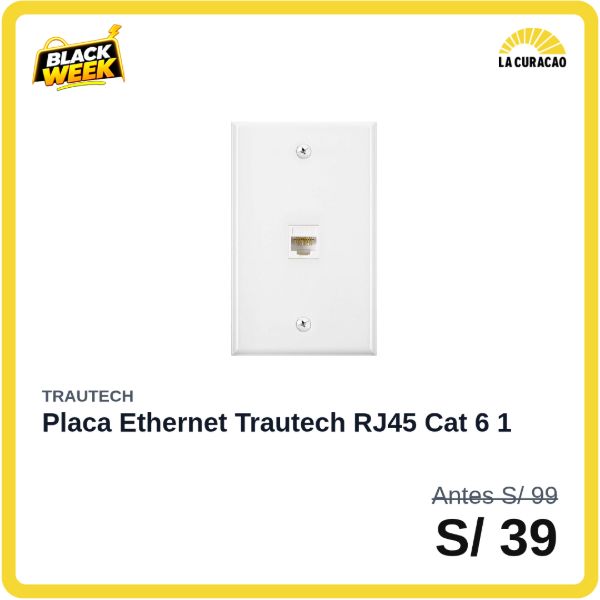 BLACK
WEEK
LA CURACAO
TRAUTECH
Placa Ethernet Trautech RJ45 Cat 6 1
Antes S/ 99
S/ 39